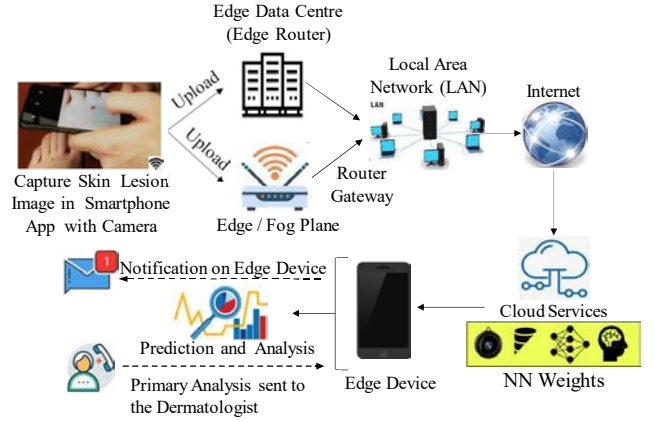 Edge Data Centre
(Edge Router)
Upload
Upload
Capture Skin Lesion
Image in Smartphone
App with Camera
Edge / Fog Plane
Local Area
Network (LAN)
LAN
Router
Gateway
Internet
Cloud Services
NN Weights
Edge Device
1
Notification on Edge Device
Prediction and Analysis
Primary Analysis sent to
the Dermatologist